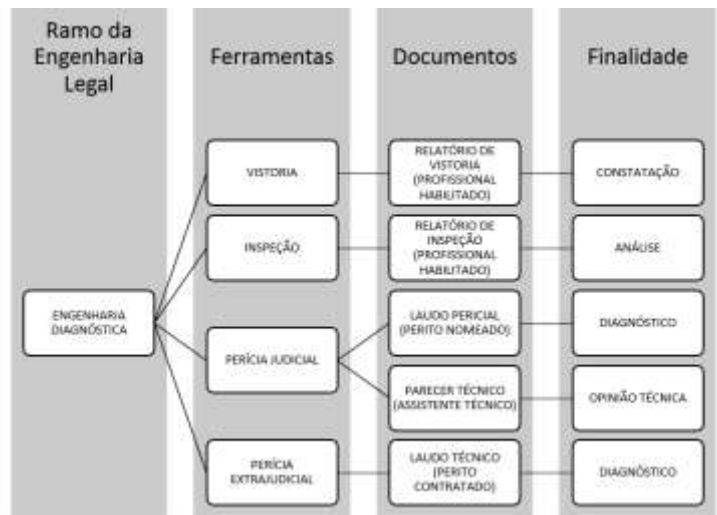 Ramo da
Engenharia
Legal
Ferramentas
Documentos
Finalidade
ENGENHARIA
DIAGNÓSTICA
VISTORIA
RELATÓRIO DE
VISTORIA
(PROFISSIONAL
HABILITADO)
CONSTATAÇÃO
INSPEÇÃO
RELATÓRIO DE
INSPEÇÃO
(PROFISSIONAL
HABILITADO)
ANÁLISE
PERÍCIA JUDICIAL
LAUDO PERICIAL
(PERITO NOMEADO)
DIAGNÓSTICO
PARECER TÉCNICO
(ASSISTENTE TÉCNICO)
OPINIÃO TÉCNICA
PERÍCIA
EXTRAJUDICIAL
LAUDO TÉCNICO
(PERITO
CONTRATADO)
DIAGNÓSTICO